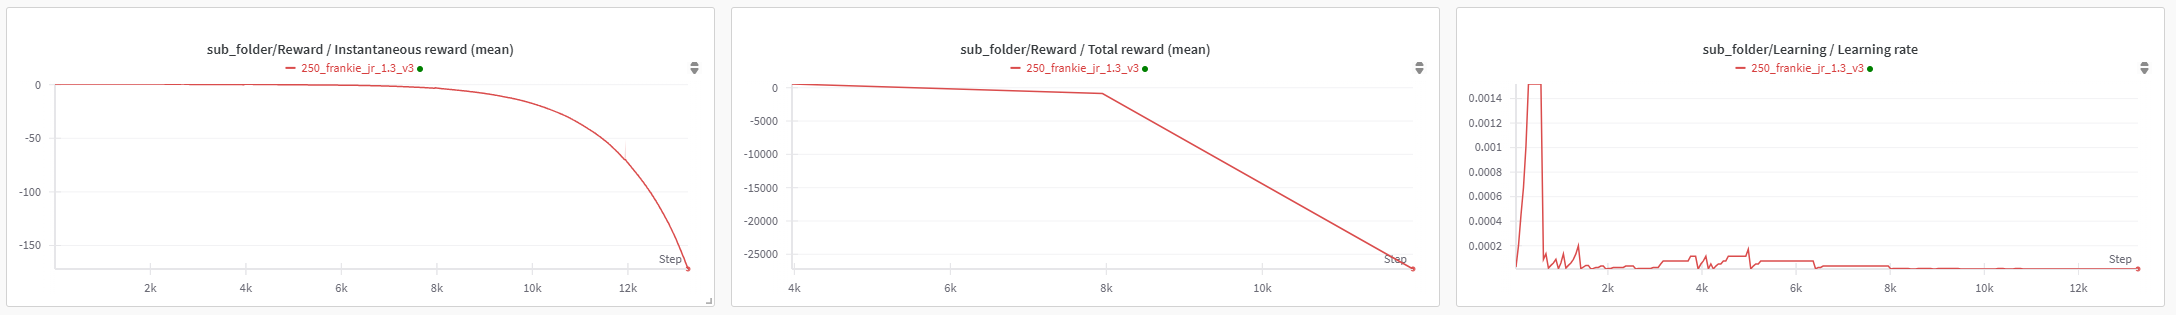 sub_folder/Reward / Instantaneous reward (mean)
250_frankie_jr_1.3_v3
0
-50
-100
-150
Step
2k 4k 6k 8k 10k 12k
sub_folder/Reward / Total reward (mean)
250_frankie_jr_1.3_v3
0
-5000
-10000
-15000
-20000
-25000
Step
4k 6k 8k 10k
sub_folder/Learning / Learning rate
250_frankie_jr_1.3_v3
0.0014
0.0012
0.001
0.0008
0.0006
0.0004
0.0002
Step
2k 4k 6k 8k 10k 12k